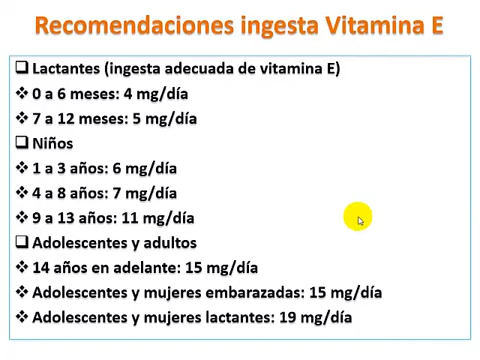 Recomendaciones ingesta Vitamina E
Lactantes (ingesta adecuada de vitamina E)
0 a 6 meses: 4 mg/día
7 a 12 meses: 5 mg/día
Niños
1 a 3 años: 6 mg/día
4 a 8 años: 7 mg/día
9 a 13 años: 11 mg/día
Adolescentes y adultos
14 años en adelante: 15 mg/día
Adolescentes y mujeres embarazadas: 15 mg/día
Adolescentes y mujeres lactantes: 19 mg/día